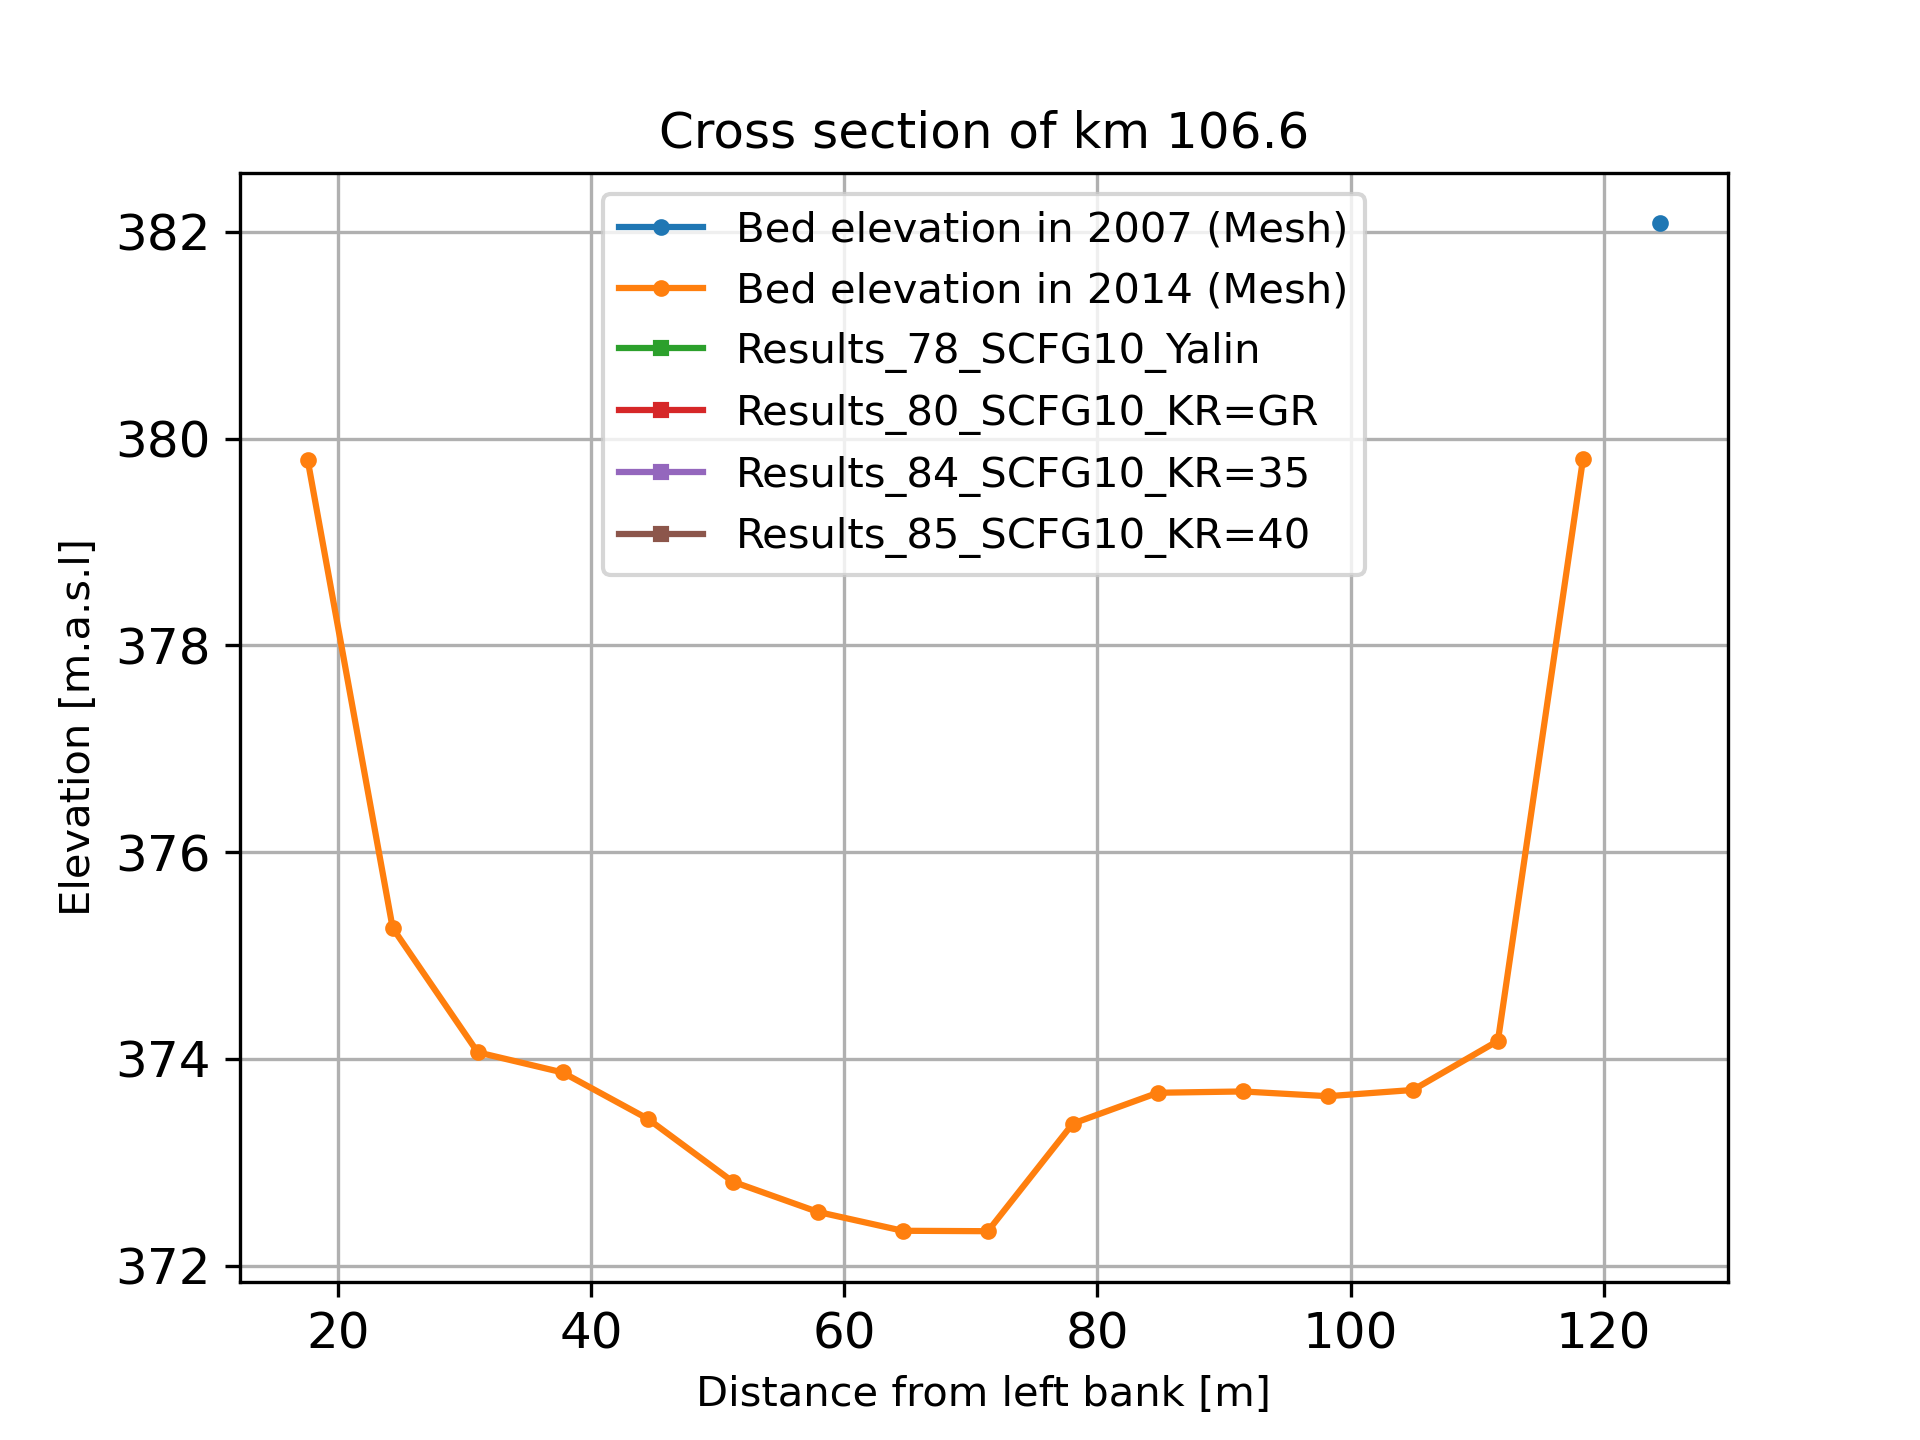 Cross section of km 106.6
Bed elevation in 2007 (Mesh)
Bed elevation in 2014 (Mesh)
Results_78_SCFG10_Yalin
Results_80_SCFG10_KR=GR
Results_84_SCFG10_KR=35
Results_85_SCFG10_KR=40
382
380
378
376
374
372
Elevation [m.a.s.l]
20 40 60 80 100 120
Distance from left bank [m]